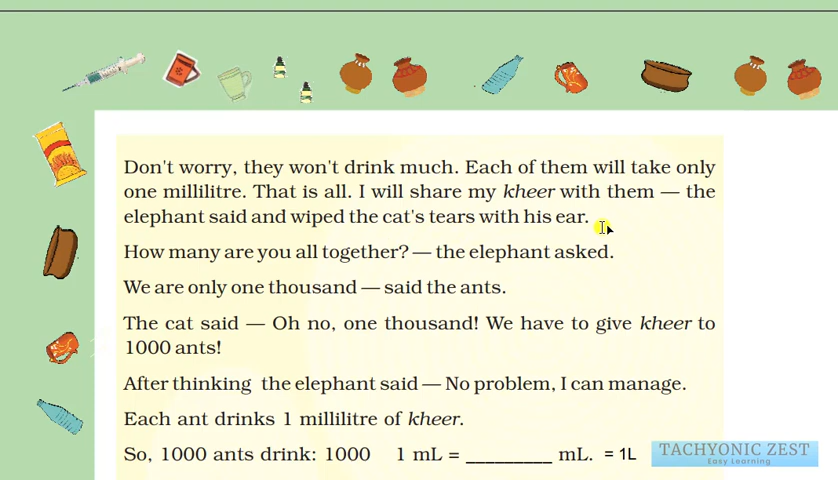 Don't worry, they won't drink much. Each of them will take only
one millilitre. That is all. I will share my kheer with them — the
elephant said and wiped the cat's tears with his ear.
How many are you all together? — the elephant asked.
We are only one thousand — said the ants.
The cat said — Oh no, one thousand! We have to give kheer to
1000 ants!
After thinking the elephant said — No problem, I can manage.
Each ant drinks 1 millilitre of kheer.
So, 1000 ants drink: 1000 1 mL = _________ mL. = 1L
TACHYONIC ZEST
Easy Learning